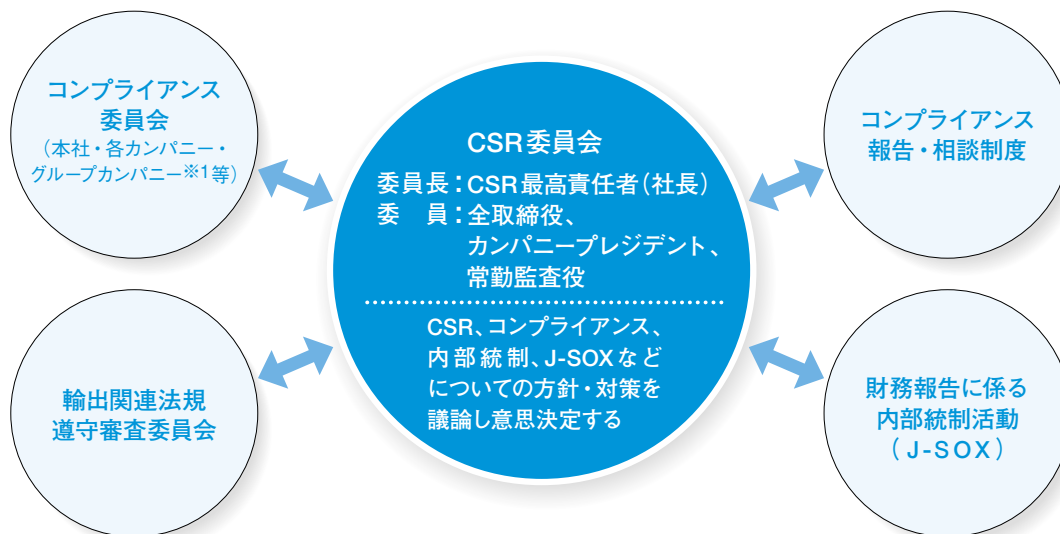 コンプライアンス
委員会
（本社・各カンパニー・
グループカンパニー※1等）
CSR委員会
委員長：CSR最高責任者（社長）
委　員：全取締役、
カンパニープレジデント、
常勤監査役
CSR、コンプライアンス、
内部統制、J-SOXなど
についての方針・対策を
議論し意思決定する
コンプライアンス
報告・相談制度
輸出関連法規
遵守審査委員会
財務報告に係る
内部統制活動
（J-SOX）